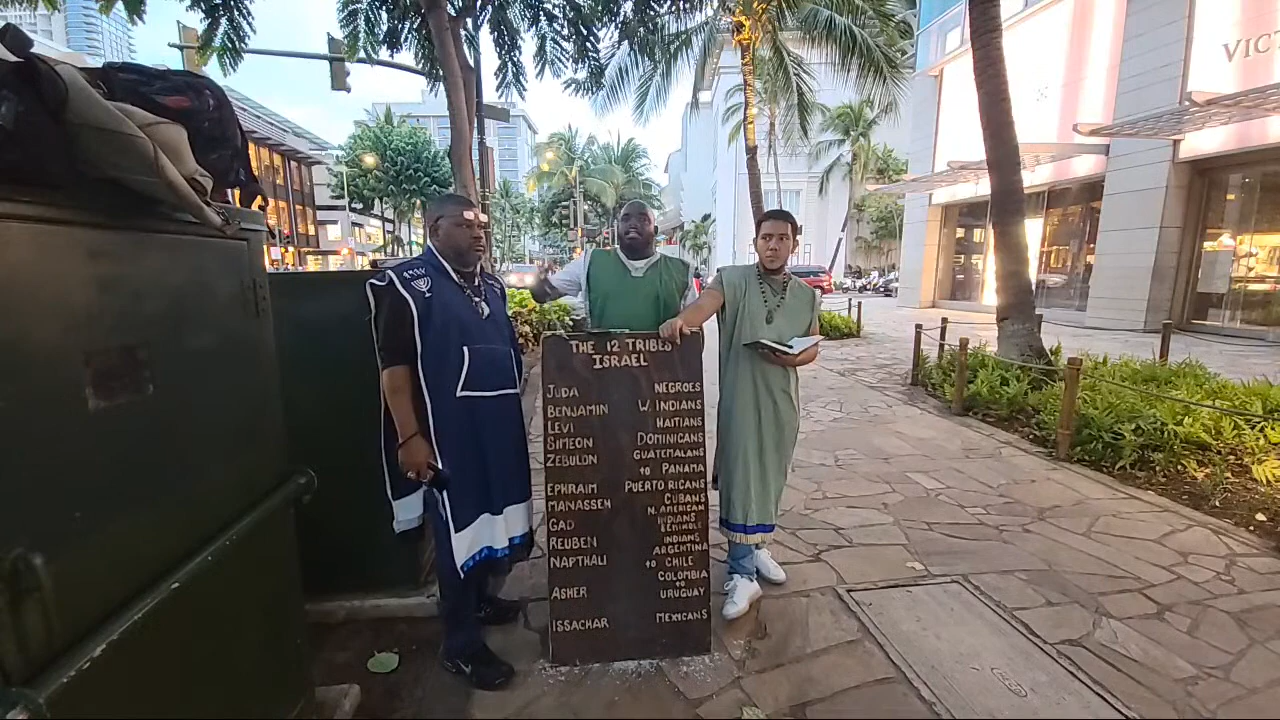 THE 12 TRIBES
ISRAEL
JUDA NEGROES
BENJAMIN W. INDIANS
LEVI HAITIANS
SIMEON DOMINICANS
ZEBULON GUATEMALANS
to PANAMA
EPHRAIM PUERTO RICANS
MANASSEH CUBANS
GAD N. AMERICAN
INDIANS
REUBEN SEMINOLE
INDIANS
NAPTHALI ARGENTINA
to CHILE
ASHER COLOMBIA
to
URUGUAY
ISSACHAR MEXICANS
VICT